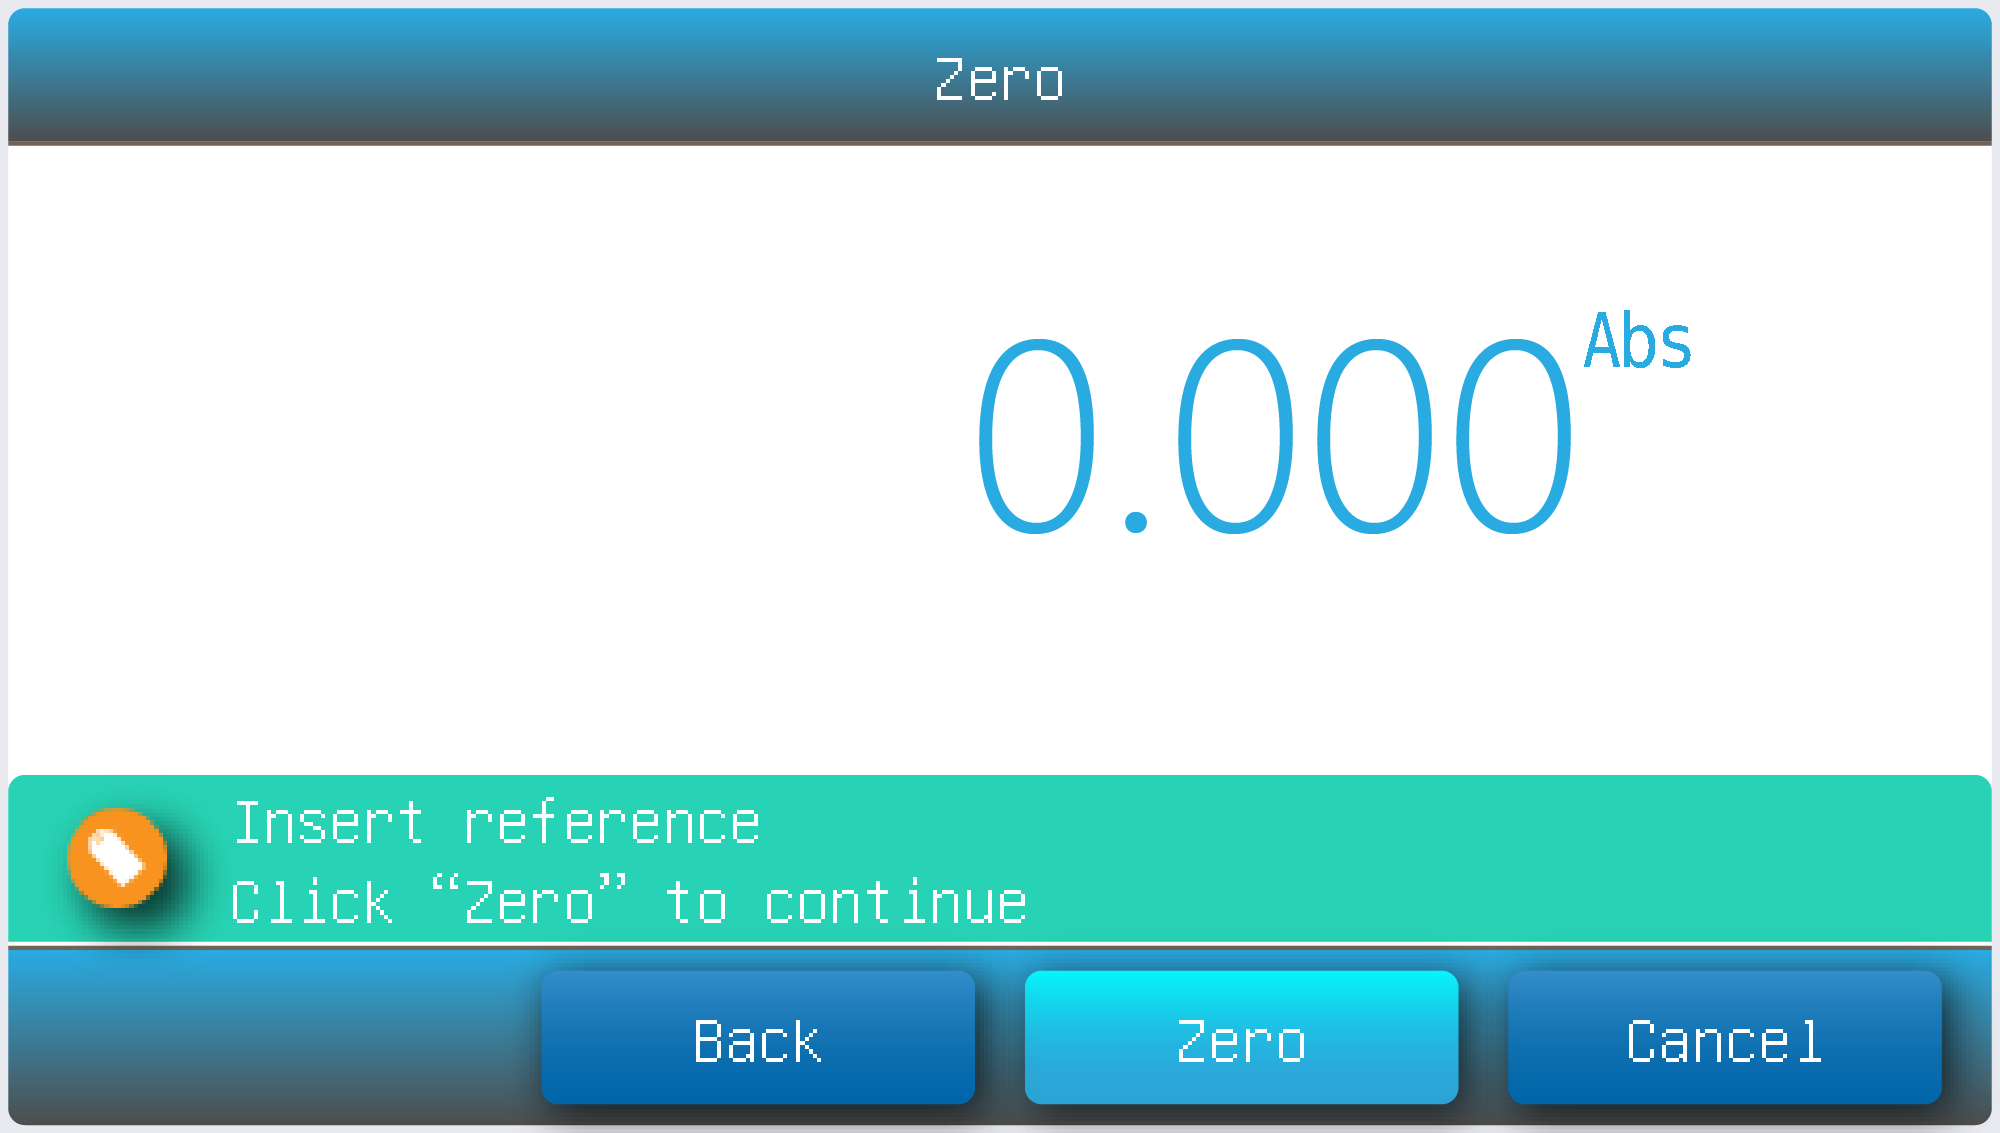 Zero
0.000 Abs
Insert reference
Click “Zero” to continue
Back Zero Cancel